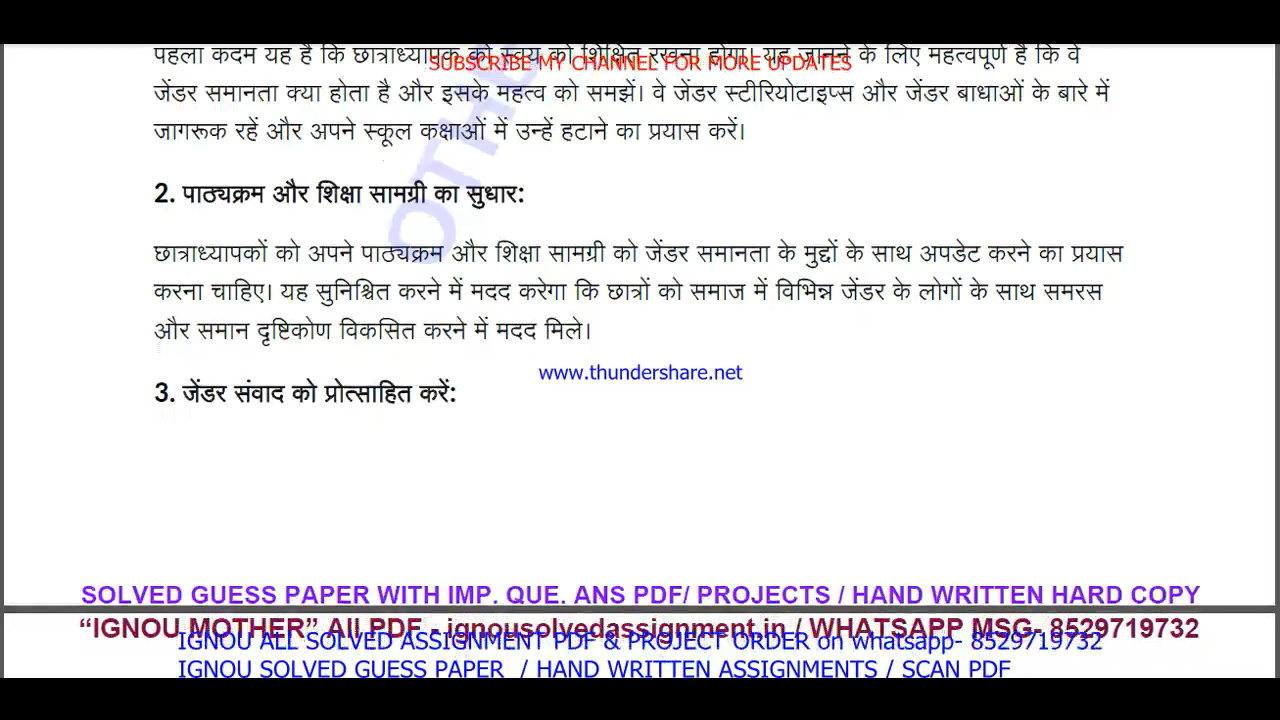 पहला कदम यह है कि छात्राध्यापक को स्वयं को शिक्षित रखना होगा। यह जानने के लिए महत्वपूर्ण है कि वे
SUBSCRIBE MY CHANNEL FOR MORE UPDATES
जेंडर समानता क्या होता है और इसके महत्व को समझें। वे जेंडर स्टीरियोटाइप्स और जेंडर बाधाओं के बारे में
जागरूक रहें और अपने स्कूल कक्षाओं में उन्हें हटाने का प्रयास करें।
2. पाठ्यक्रम और शिक्षा सामग्री का सुधार:
छात्राध्यापकों को अपने पाठ्यक्रम और शिक्षा सामग्री को जेंडर समानता के मुद्दों के साथ अपडेट करने का प्रयास
करना चाहिए। यह सुनिश्चित करने में मदद करेगा कि छात्रों को समाज में विभिन्न जेंडर के लोगों के साथ समरस
और समान दृष्टिकोण विकसित करने में मदद मिले।
www.thundershare.net
3. जेंडर संवाद को प्रोत्साहित करें:
SOLVED GUESS PAPER WITH IMP. QUE. ANS PDF/ PROJECTS / HAND WRITTEN HARD COPY
“IGNOU MOTHER” All PDF - ignousolvedassignment.in / WHATSAPP MSG- 8529719732
IGNOU ALL SOLVED ASSIGNMENT PDF & PROJECT ORDER on whatsapp- 8529719732
IGNOU SOLVED GUESS PAPER / HAND WRITTEN ASSIGNMENTS / SCAN PDF